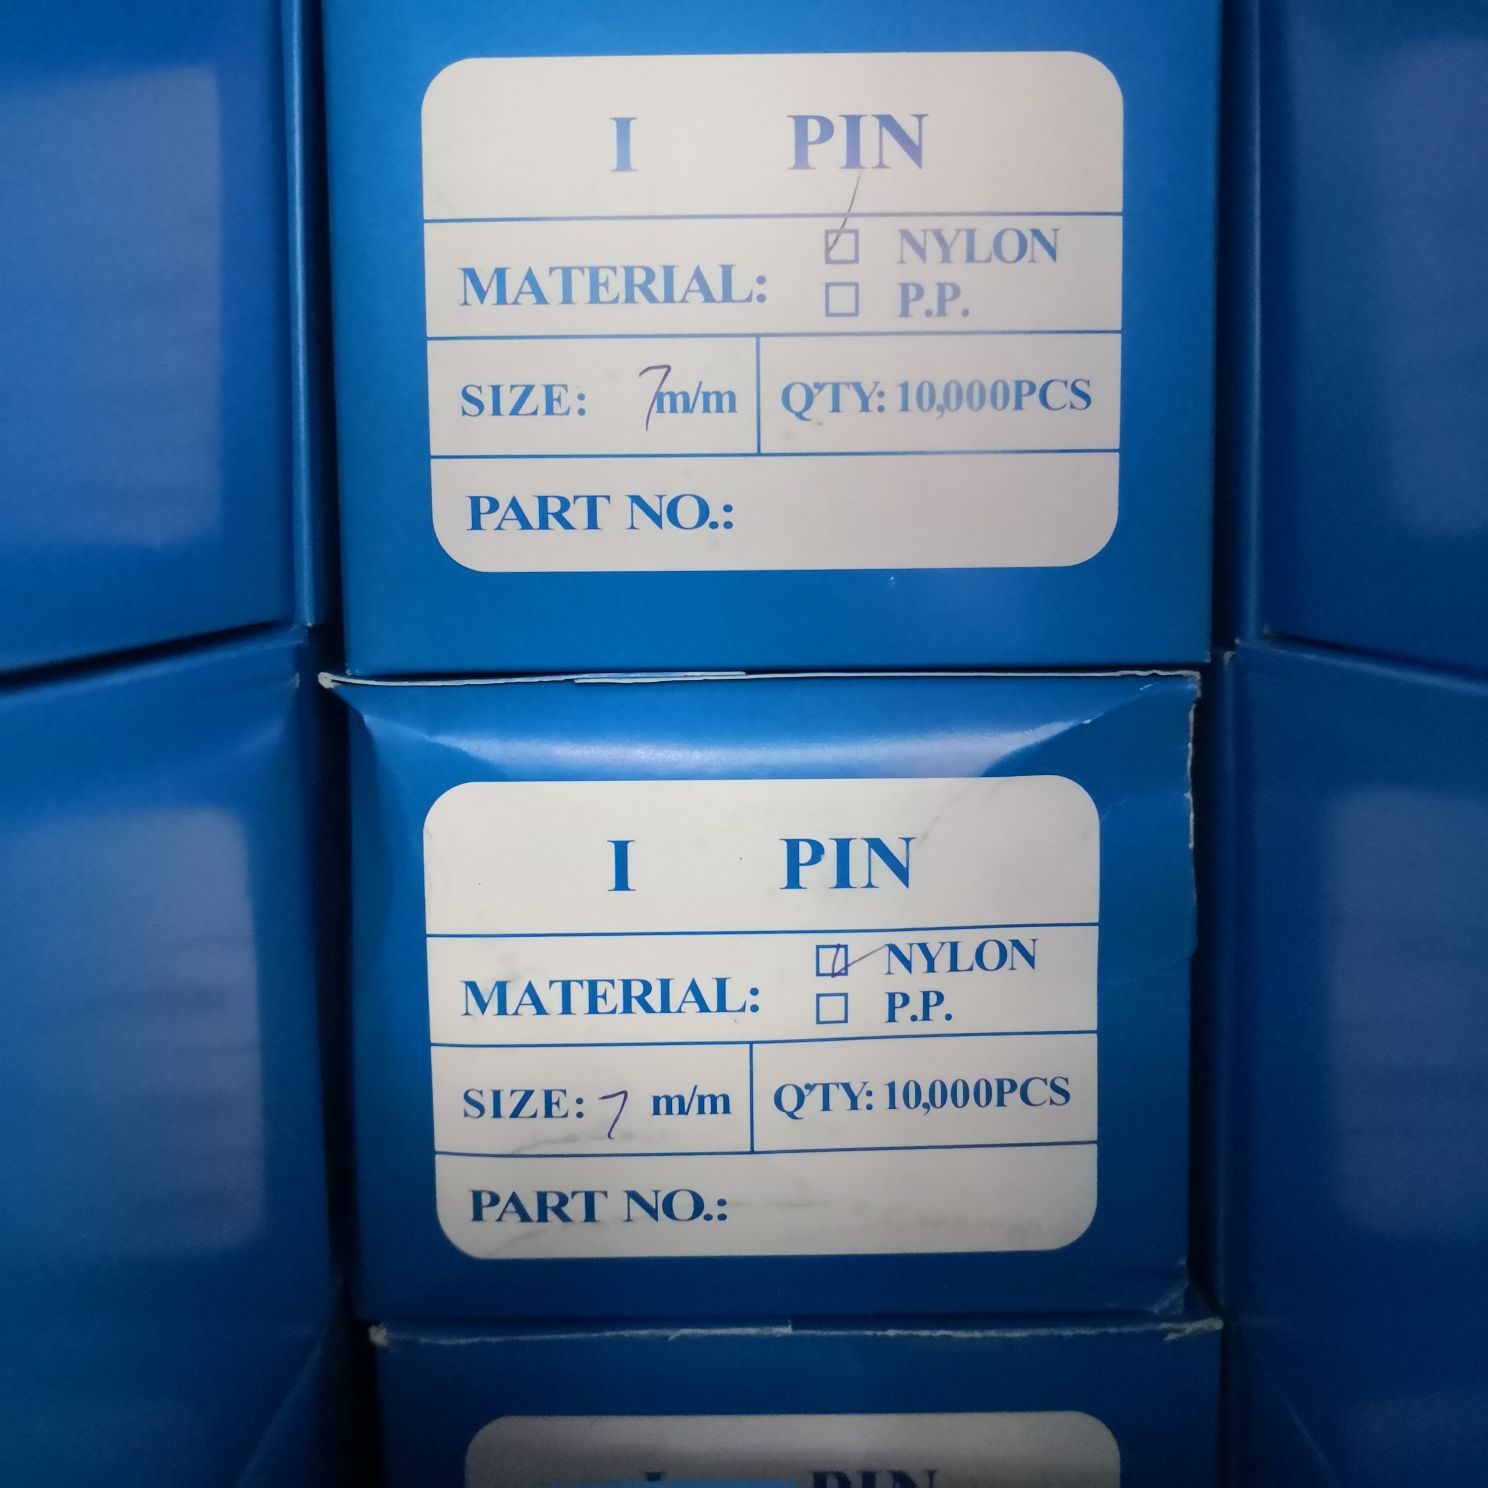 I PIN
MATERIAL: ☑ NYLON
☐ P.P.
SIZE: 7 m/m Q'TY: 10,000PCS
PART NO.:
I PIN
MATERIAL: ☑ NYLON
☐ P.P.
SIZE: 7 m/m Q'TY: 10,000PCS
PART NO.:
I PIN